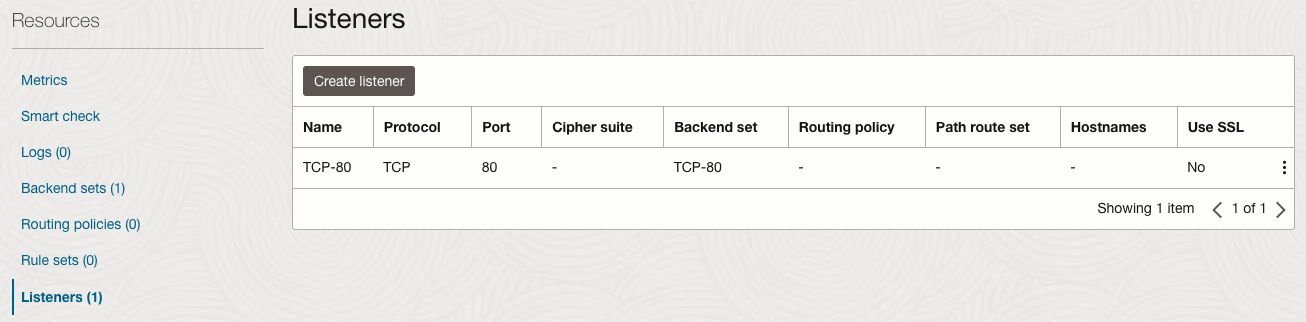 Resources
Metrics
Smart check
Logs (0)
Backend sets (1)
Routing policies (0)
Rule sets (0)
Listeners (1)
Listeners
Create listener
Name Protocol Port Cipher suite Backend set Routing policy Path route set Hostnames Use SSL
TCP-80 TCP 80 - TCP-80 - - - No
Showing 1 item 1 of 1